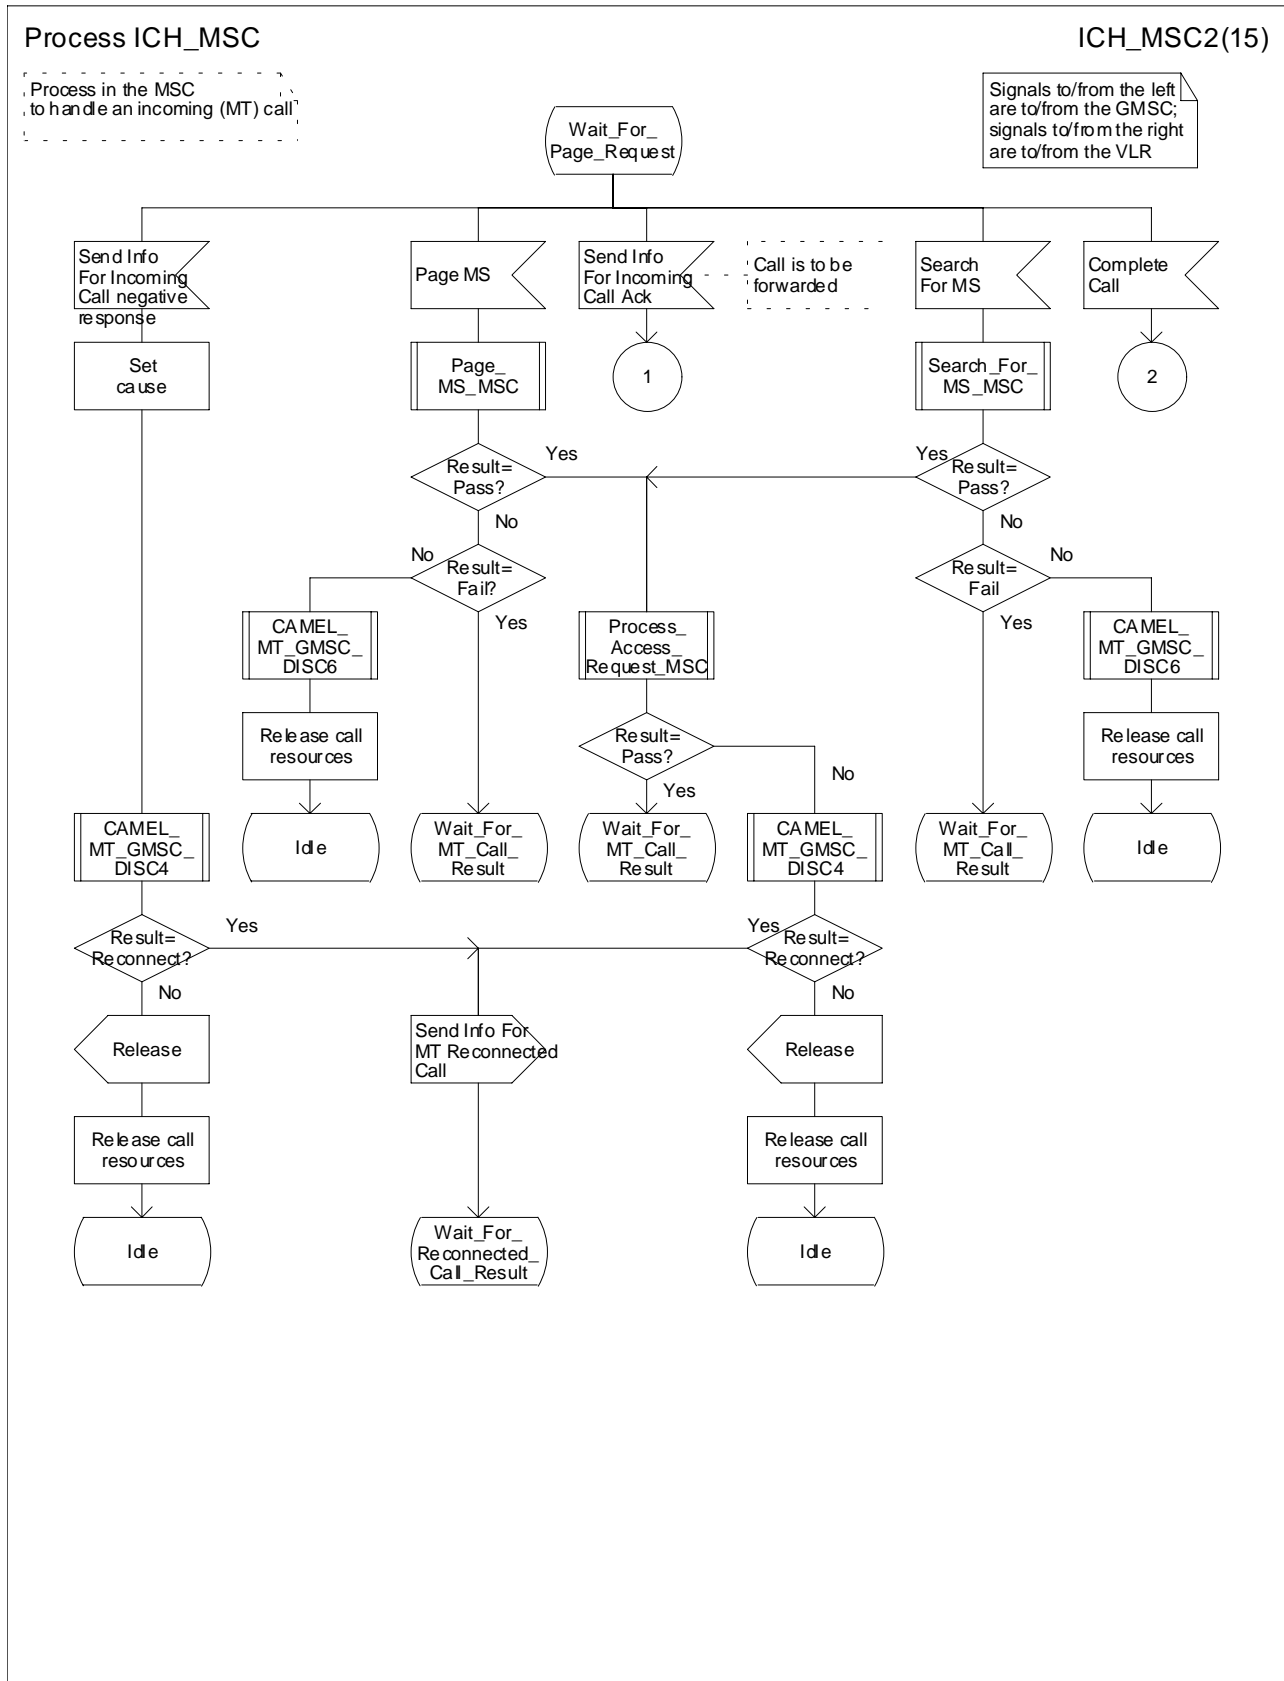 Process ICH_MSC
ICH_MSC2(15)
Process in the MSC
to handle an incoming (MT) call
Signals to/from the left
are to/from the GMSC;
signals to/from the right
are to/from the VLR
Wait_For_
Page_Request
Send Info
For Incoming
Call negative
response
Page MS
Send Info
For Incoming
Call Ack
Call is to be
forwarded
Search
For MS
Complete
Call
Set
cause
Page_
MS_MSC
1
Search_For_
MS_MSC
2
Result=
Pass?
Yes
No
Yes
Result=
Pass?
No
No
Result=
Fail?
Yes
Result=
Fail
No
Yes
CAMEL_
MT_GMSC_
DISC6
Process_
Access_
Request_MSC
CAMEL_
MT_GMSC_
DISC6
Release call
resources
Result=
Pass?
No
Yes
Release call
resources
CAMEL_
MT_GMSC_
DISC4
Idle
Wait_For_
MT_Call_
Result
Wait_For_
MT_Call_
Result
CAMEL_
MT_GMSC_
DISC4
Wait_For_
MT_Call_
Result
Idle
Result=
Reconnect?
Yes
No
Yes
Result=
Reconnect?
No
Release
Send Info For
MT Reconnected
Call
Release
Release call
resources
Release call
resources
Idle
Wait_For_
Reconnected_
Call_Result
Idle